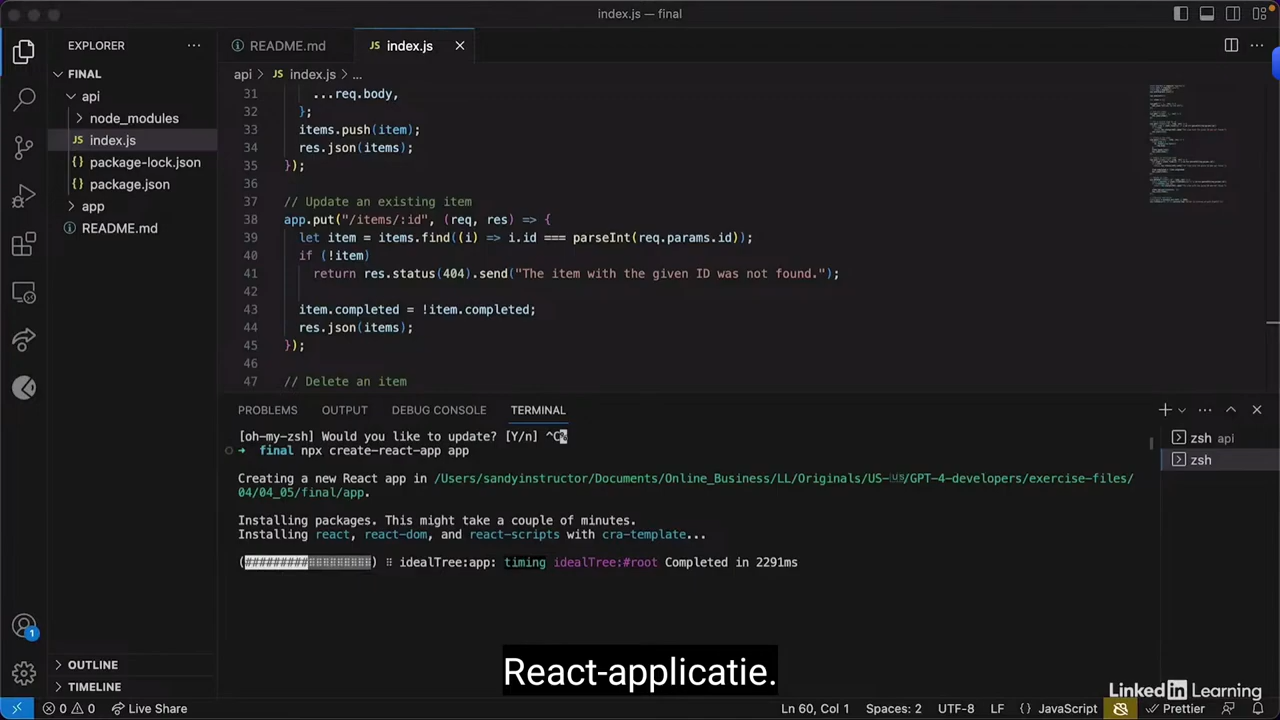 index.js — final
EXPLORER
FINAL
api
node_modules
JS index.js
{ } package-lock.json
{ } package.json
app
README.md
README.md
JS index.js
api > JS index.js > ...
31 ...req.body,
32 };
33 items.push(item);
34 res.json(items);
35 });
36
37 // Update an existing item
38 app.put("/items/:id", (req, res) => {
39 let item = items.find((i) => i.id === parseInt(req.params.id));
40 if (!item)
41 return res.status(404).send("The item with the given ID was not found.");
42
43 item.completed = !item.completed;
44 res.json(items);
45 });
46
47 // Delete an item
PROBLEMS OUTPUT DEBUG CONSOLE TERMINAL
[oh-my-zsh] Would you like to update? [Y/n] ^C%
→ final npx create-react-app app
Creating a new React app in /Users/sandyinstructor/Documents/Online_Business/LL/Originals/US-🇺🇸/GPT-4-developers/exercise-files/
04/04_05/final/app.
Installing packages. This might take a couple of minutes.
Installing react, react-dom, and react-scripts with cra-template...
(##################) ⠿ idealTree:app: timing idealTree:#root Completed in 2291ms
zsh api
zsh
React-applicatie.
1
OUTLINE
TIMELINE
LinkedIn Learning
0 0 Live Share
Ln 60, Col 1 Spaces: 2 UTF-8 LF { } JavaScript Prettier